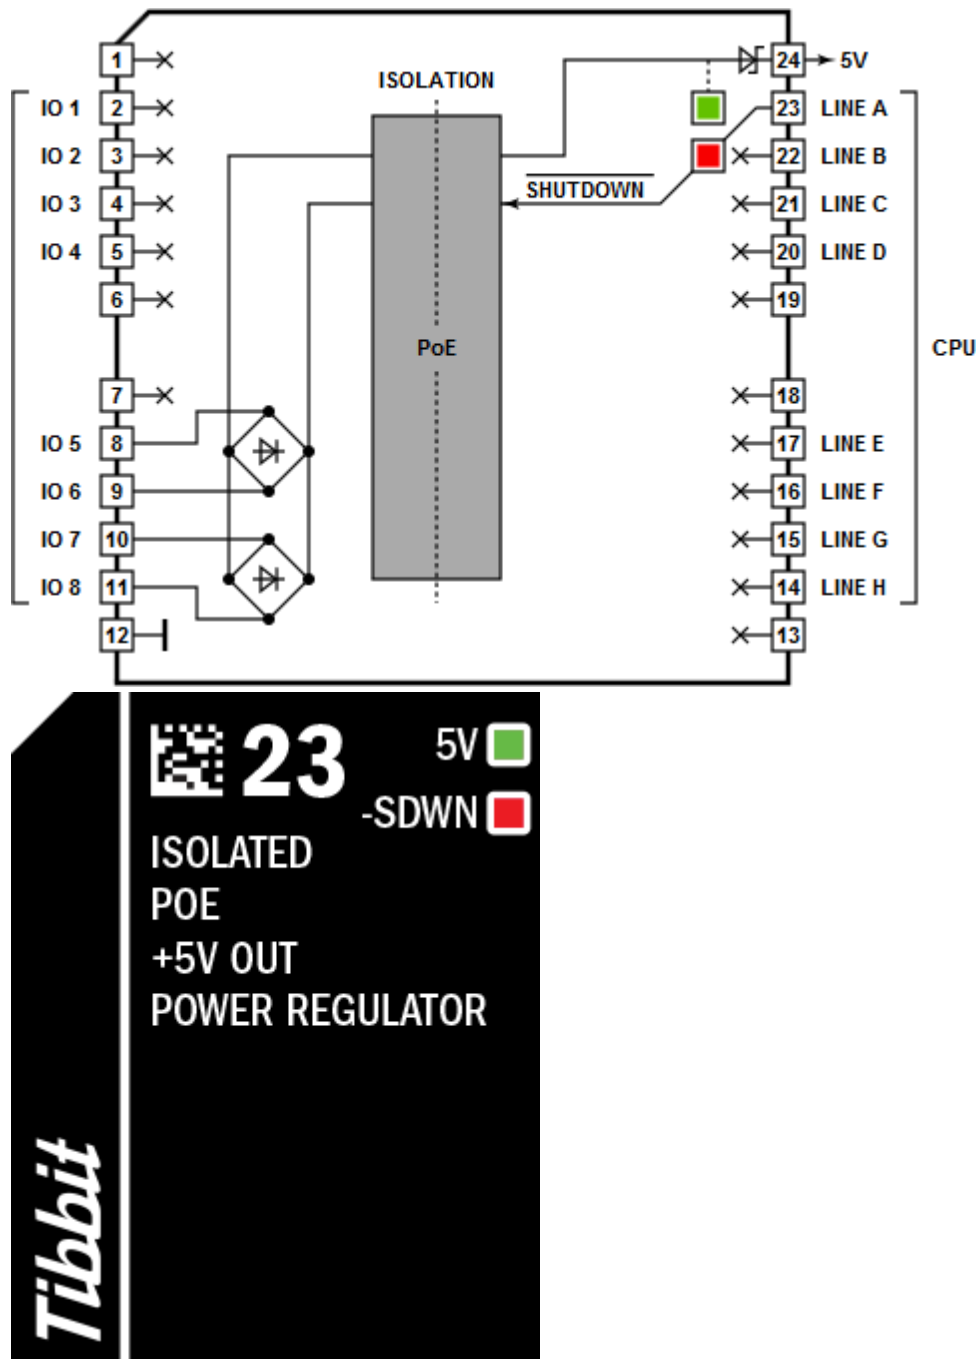 1
24 5V
ISOLATION
IO 1 2
23 LINE A
IO 2 3
22 LINE B
SHUTDOWN
IO 3 4
21 LINE C
IO 4 5
20 LINE D
6
19
PoE
CPU
7
18
IO 5 8
17 LINE E
IO 6 9
16 LINE F
IO 7 10
15 LINE G
IO 8 11
14 LINE H
12
13
23
5V
-SDWN
ISOLATED
POE
+5V OUT
POWER REGULATOR
Tibbit